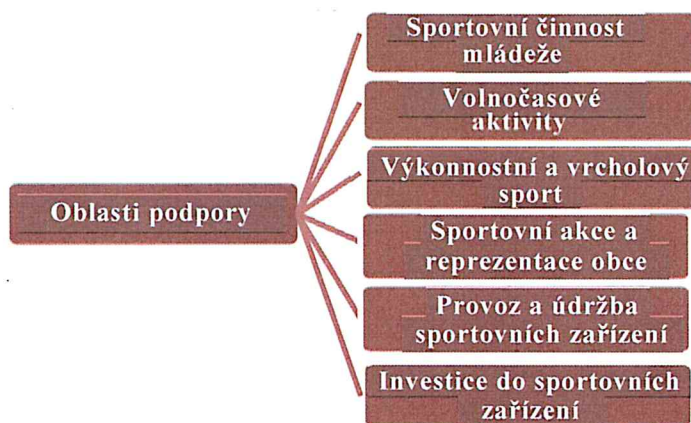 Sportovní činnost
mládeže
Volnočasové
aktivity
Výkonnostní a vrcholový
sport
Oblasti podpory
Sportovní akce a
reprezentace obce
Provoz a údržba
sportovních zařízení
Investice do sportovních
zařízení